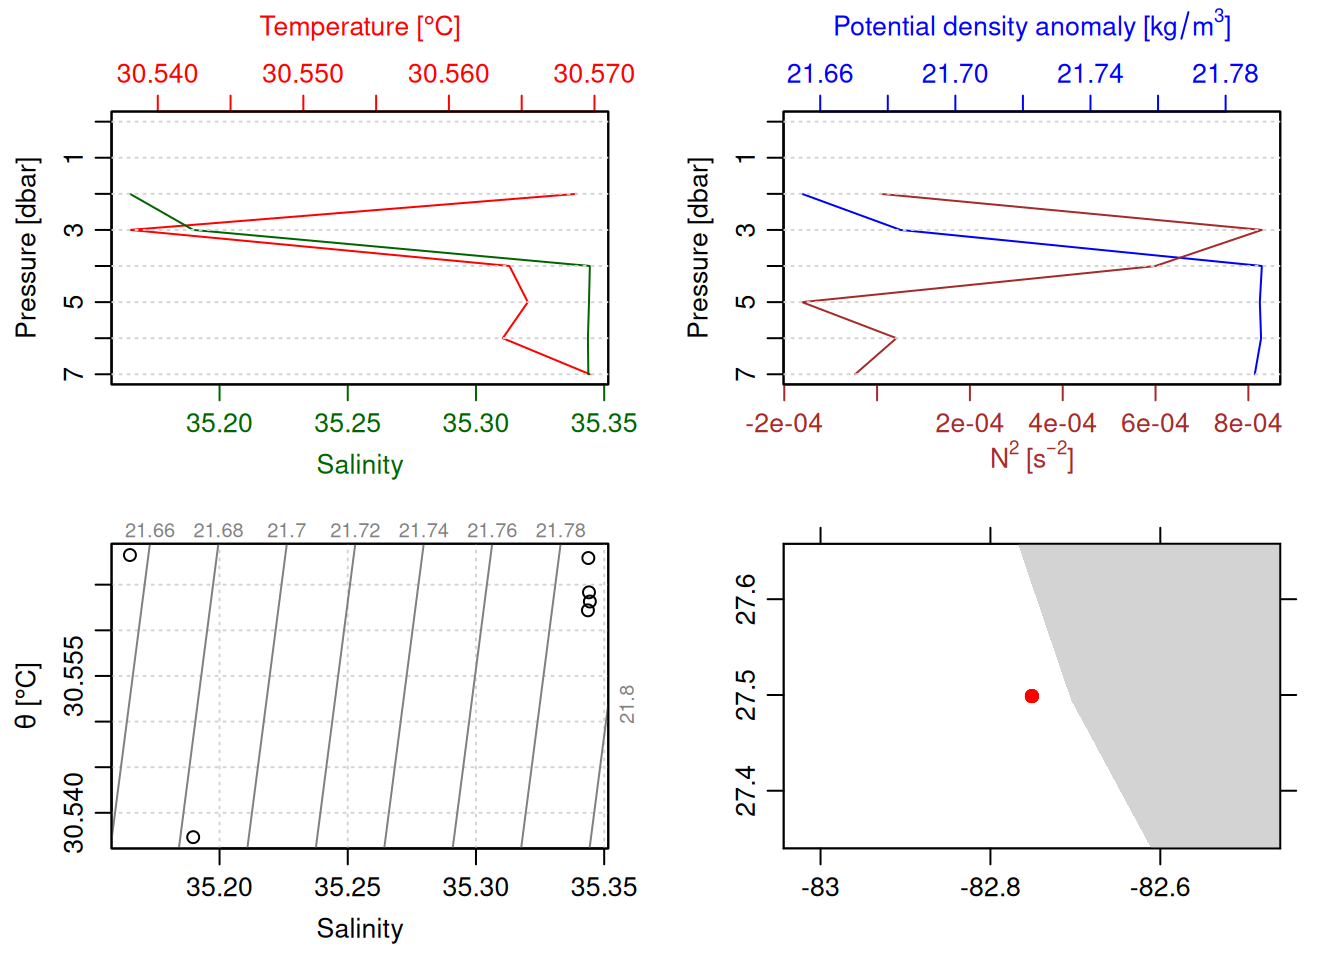 Temperature [°C]
30.540 30.550 30.560 30.570
Pressure [dbar]
1
3
5
7
35.20 35.25 35.30 35.35
Salinity
Potential density anomaly [kg/m³]
21.66 21.70 21.74 21.78
Pressure [dbar]
1
3
5
7
-2e-04 2e-04 4e-04 6e-04 8e-04
N² [s⁻²]
21.66 21.68 21.7 21.72 21.74 21.76 21.78
21.8
θ [°C]
30.555
30.540
35.20 35.25 35.30 35.35
Salinity
27.6
27.5
27.4
-83 -82.8 -82.6